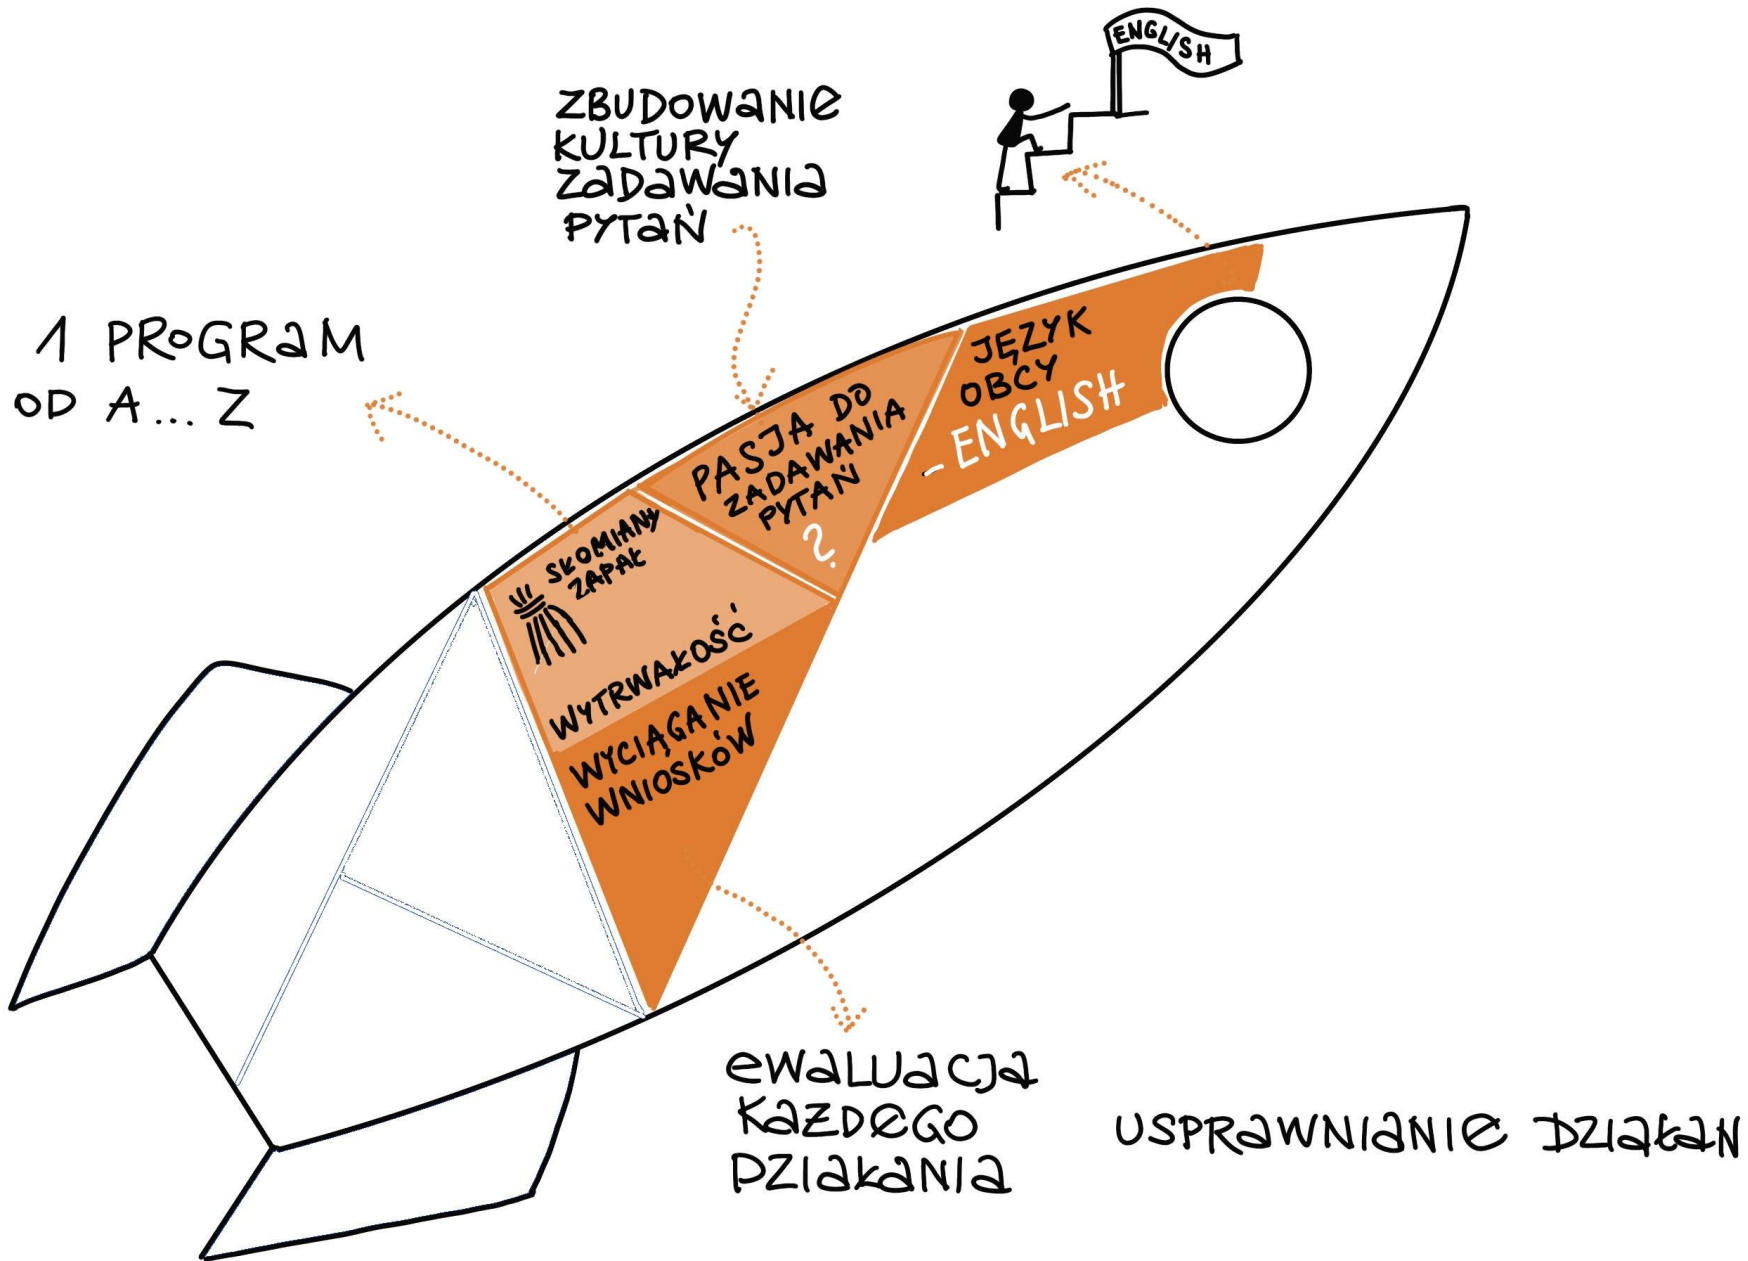 ENGLISH
ZBUDOWANIE
KULTURY
ZADAWANIA
PYTAŃ
1 PROGRAM
OD A... Z
JĘZYK
OBCY
- ENGLISH
PASJA DO
ZADAWANIA
PYTAŃ
?
SŁOMIANY
ZAPAŁ
WYTRWAŁOŚĆ
WYCIĄGANIE
WNIOSKÓW
EWALUACJA
KAŻDEGO
DZIAŁANIA
USPRAWNIANIE DZIAŁAN